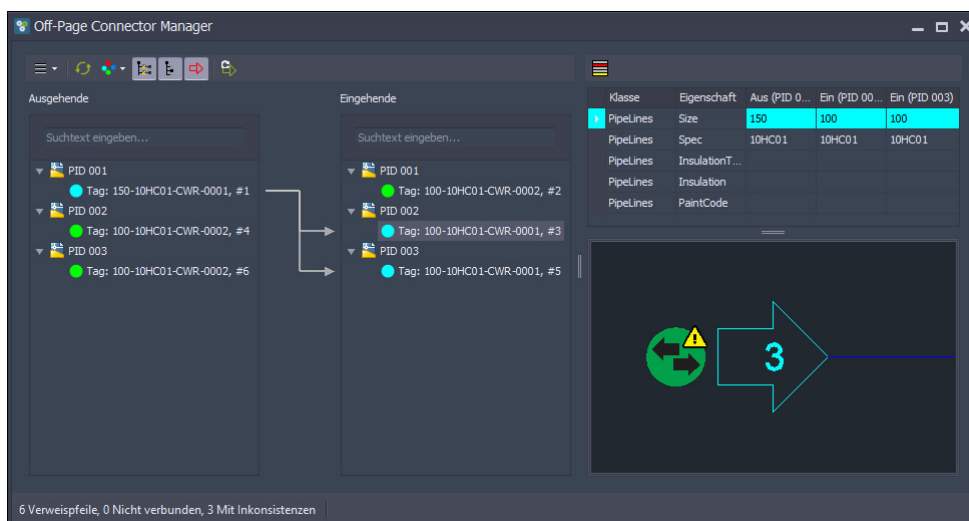 Off-Page Connector Manager
Ausgehende
Eingehende
Suchtext eingeben...
Suchtext eingeben...
PID 001
Tag: 150-10HC01-CWR-0001, #1
PID 002
Tag: 100-10HC01-CWR-0002, #4
PID 003
Tag: 100-10HC01-CWR-0002, #6
PID 001
Tag: 100-10HC01-CWR-0002, #2
PID 002
Tag: 100-10HC01-CWR-0001, #3
PID 003
Tag: 100-10HC01-CWR-0001, #5
Klasse Eigenschaft Aus (PID 0... Ein (PID 00... Ein (PID 003)
PipeLines Size 150 100 100
PipeLines Spec 10HC01 10HC01 10HC01
PipeLines InsulationT...
PipeLines Insulation
PipeLines PaintCode
3
6 Verweispfeile, 0 Nicht verbunden, 3 Mit Inkonsistenzen